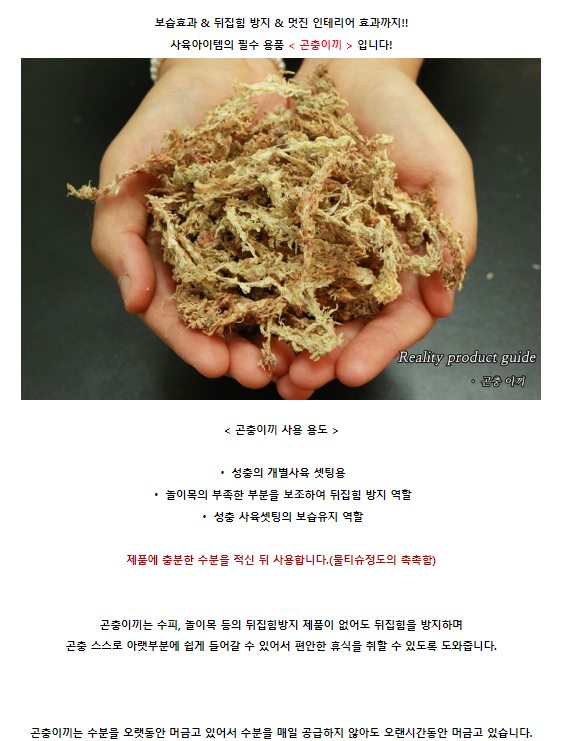 보습효과 & 뒤집힘 방지 & 멋진 인테리어 효과까지!!
사육아이템의 필수 용품 < 곤충이끼 > 입니다!
Reality product guide
· 곤충 이끼
< 곤충이끼 사용 용도 >
· 성충의 개별사육 셋팅용
· 놀이목의 부족한 부분을 보조하여 뒤집힘 방지 역할
· 성충 사육셋팅의 보습유지 역할
제품에 충분한 수분을 적신 뒤 사용합니다.(물티슈정도의 촉촉함)
곤충이끼는 수피, 놀이목 등의 뒤집힘방지 제품이 없어도 뒤집힘을 방지하며
곤충 스스로 아랫부분에 쉽게 들어갈 수 있어서 편안한 휴식을 취할 수 있도록 도와줍니다.
곤충이끼는 수분을 오랫동안 머금고 있어서 수분을 매일 공급하지 않아도 오랜시간동안 머금고 있습니다.